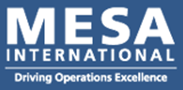 MESA
INTERNATIONAL
Driving Operations Excellence